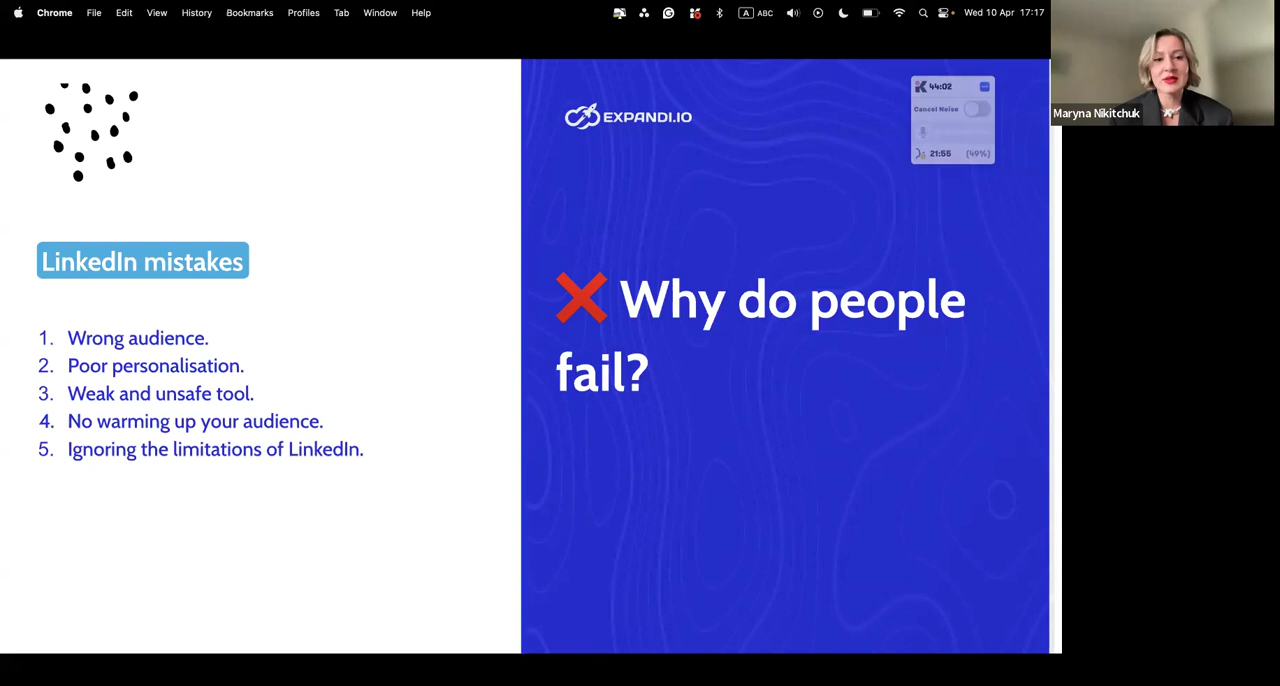 Chrome File Edit View History Bookmarks Profiles Tab Window Help
A ABC
Wed 10 Apr 17:17
Maryna Nikitchuk
EXPANDI.IO
44:02
Cancel Noise
21:55 (49%)
LinkedIn mistakes
1. Wrong audience.
2. Poor personalisation.
3. Weak and unsafe tool.
4. No warming up your audience.
5. Ignoring the limitations of LinkedIn.
❌ Why do people
fail?